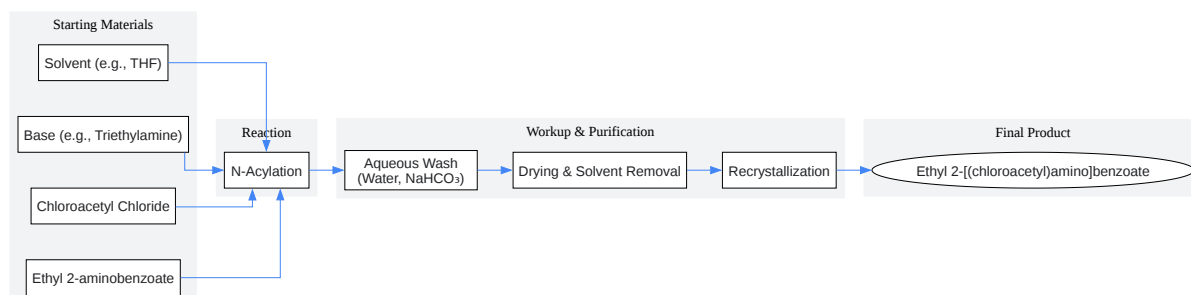 Starting Materials
Solvent (e.g., THF)
Base (e.g., Triethylamine)
Chloroacetyl Chloride
Ethyl 2-aminobenzoate
Reaction
N-Acylation
Workup & Purification
Aqueous Wash
(Water, NaHCO₃)
Drying & Solvent Removal
Recrystallization
Final Product
Ethyl 2-[(chloroacetyl)amino]benzoate